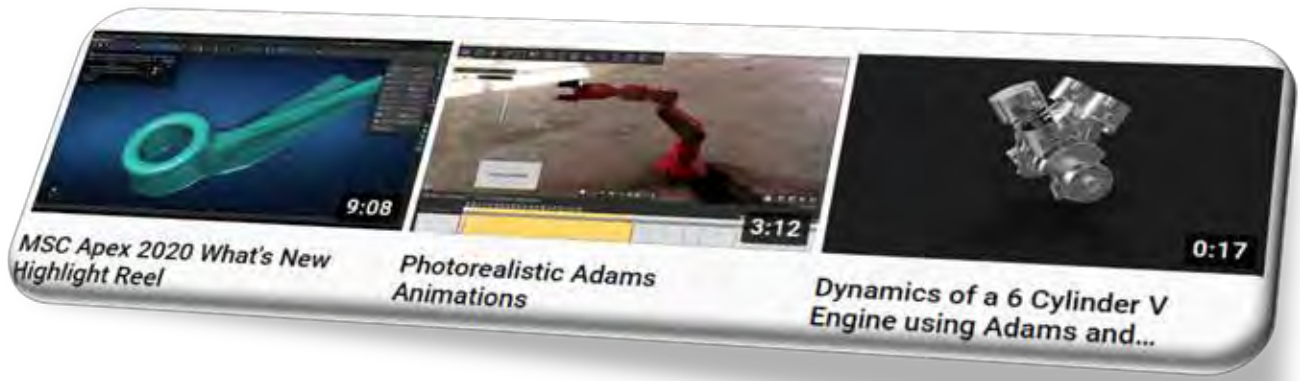 9:08
3:12
0:17
MSC Apex 2020 What's New
Highlight Reel
Photorealistic Adams
Animations
Dynamics of a 6 Cylinder V
Engine using Adams and...